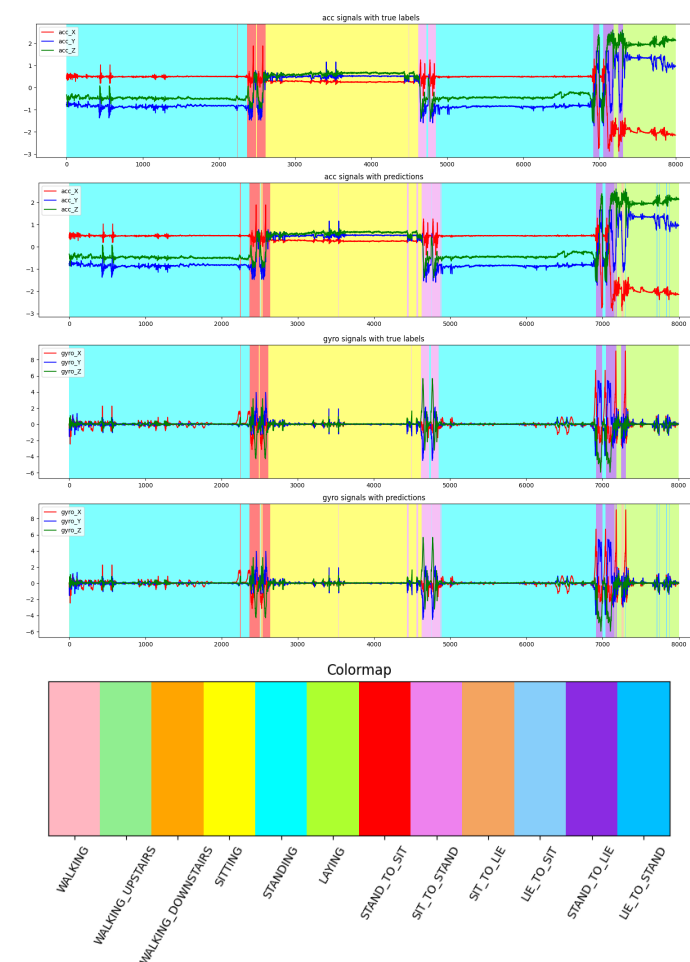 acc signals with true labels
acc_X
acc_Y
acc_Z
2
1
0
−1
−2
−3
0 1000 2000 3000 4000 5000 6000 7000 8000
acc signals with predictions
acc_X
acc_Y
acc_Z
2
1
0
−1
−2
−3
0 1000 2000 3000 4000 5000 6000 7000 8000
gyro signals with true labels
gyro_X
gyro_Y
gyro_Z
8
6
4
2
0
−2
−4
−6
0 1000 2000 3000 4000 5000 6000 7000 8000
gyro signals with predictions
gyro_X
gyro_Y
gyro_Z
8
6
4
2
0
−2
−4
−6
0 1000 2000 3000 4000 5000 6000 7000 8000
Colormap
WALKING
WALKING_UPSTAIRS
WALKING_DOWNSTAIRS
SITTING
STANDING
LAYING
STAND_TO_SIT
SIT_TO_STAND
SIT_TO_LIE
LIE_TO_SIT
STAND_TO_LIE
LIE_TO_STAND